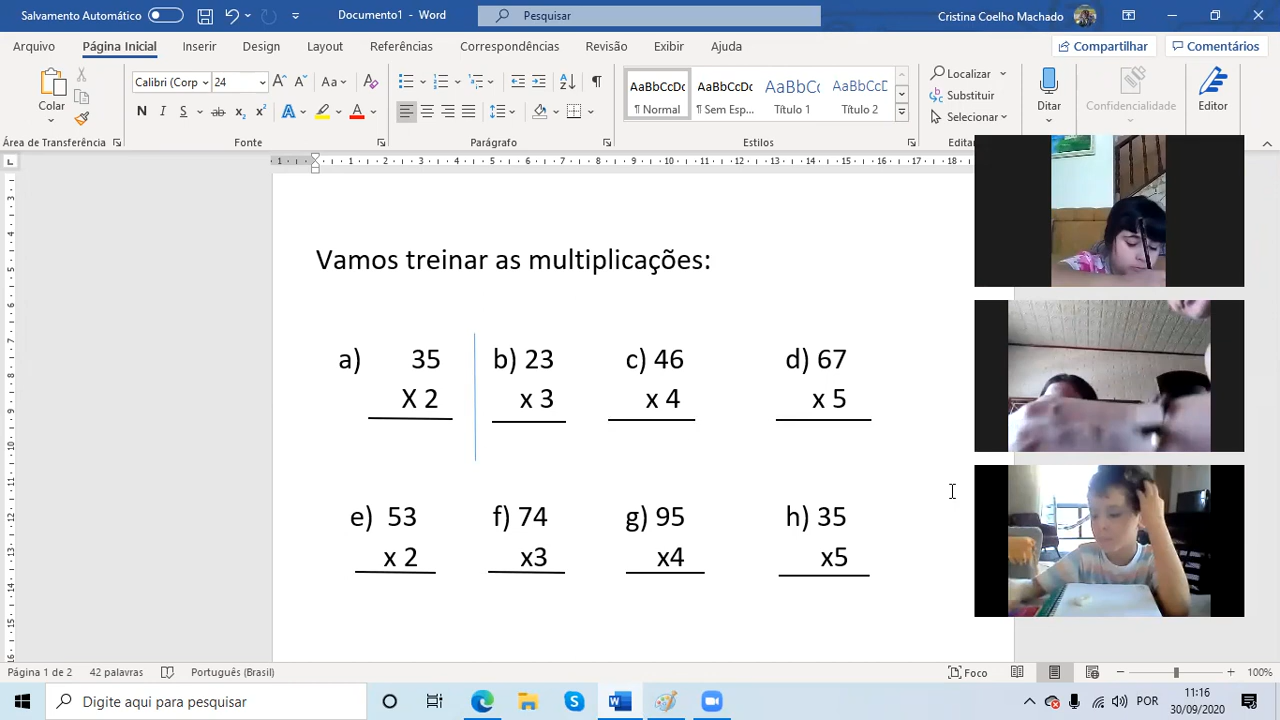 Salvamento Automático
Documento1 - Word
Pesquisar
Cristina Coelho Machado
Arquivo Página Inicial Inserir Design Layout Referências Correspondências Revisão Exibir Ajuda
Compartilhar Comentários
Colar
Calibri (Corp 24
N I S
AaBbCcDc AaBbCcDc AaBbCc AaBbCcD
¶ Normal ¶ Sem Esp... Título 1 Título 2
Localizar
Substituir
Selecionar
Ditar
Confidencialidade
Editor
Área de Transferência Fonte Parágrafo Estilos Editar
Vamos treinar as multiplicações:
a) 35 b) 23 c) 46 d) 67
X 2 x 3 x 4 x 5
e) 53 f) 74 g) 95 h) 35
x 2 x3 x4 x5
Página 1 de 2 42 palavras Português (Brasil) Foco 100%
Digite aqui para pesquisar
POR
11:16
30/09/2020